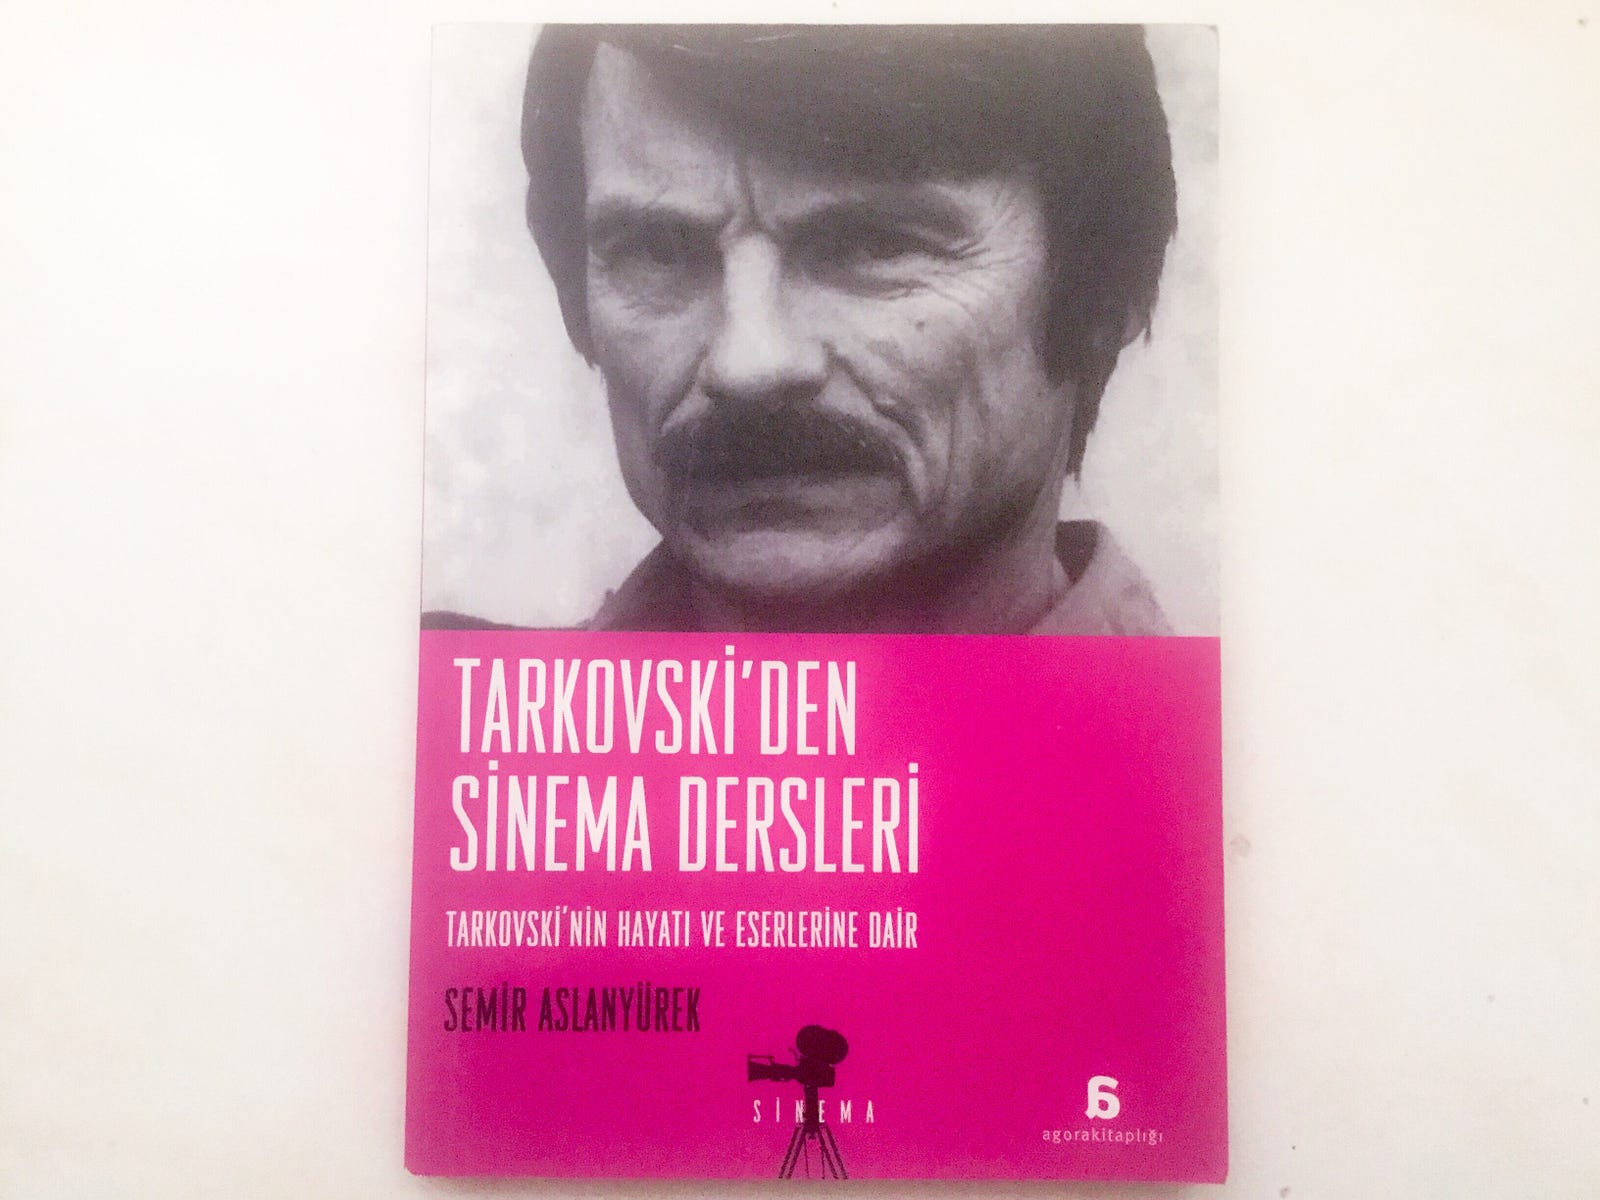 TARKOVSKİ'DEN
SİNEMA DERSLERİ
TARKOVSKİ'NİN HAYATI VE ESERLERİNE DAİR
SEMİR ASLANYÜREK
SİNEMA
agorakitaplığı